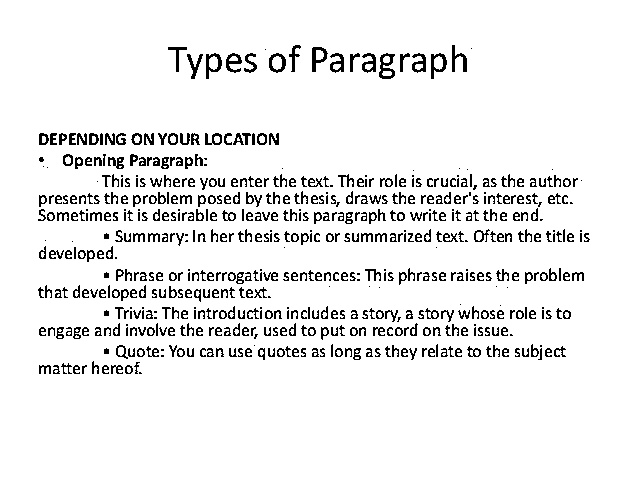 Types of Paragraph
DEPENDING ON YOUR LOCATION
• Opening Paragraph:
This is where you enter the text. Their role is crucial, as the author
presents the problem posed by the thesis, draws the reader's interest, etc.
Sometimes it is desirable to leave this paragraph to write it at the end.
▪ Summary: In her thesis topic or summarized text. Often the title is
developed.
▪ Phrase or interrogative sentences: This phrase raises the problem
that developed subsequent text.
▪ Trivia: The introduction includes a story, a story whose role is to
engage and involve the reader, used to put on record on the issue.
▪ Quote: You can use quotes as long as they relate to the subject
matter hereof.